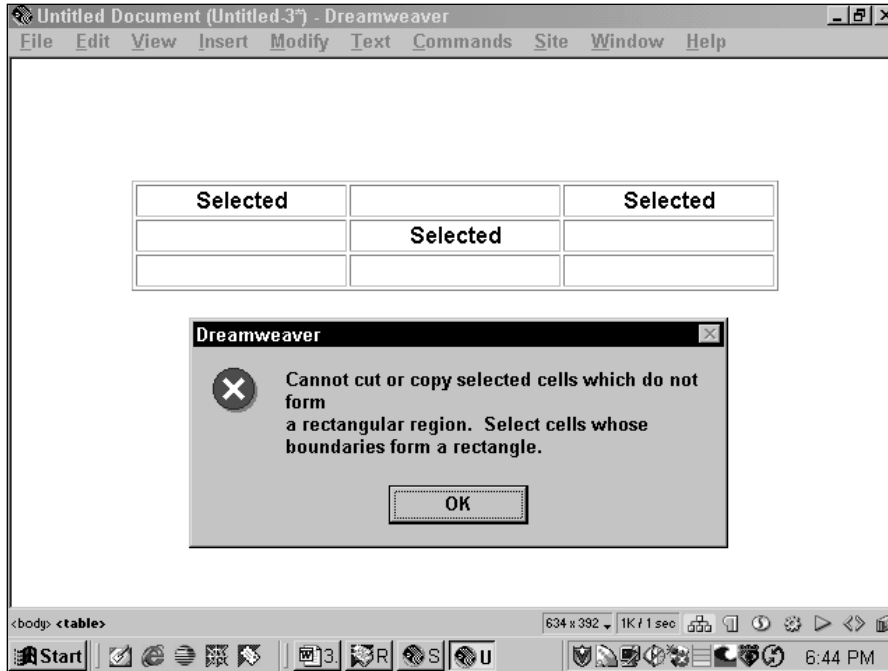 Untitled Document (Untitled-3*) - Dreamweaver
File Edit View Insert Modify Text Commands Site Window Help
Selected Selected
Selected
Dreamweaver
Cannot cut or copy selected cells which do not
form
a rectangular region. Select cells whose
boundaries form a rectangle.
OK
<body> <table> 634 x 392 1K / 1 sec
Start 3. R S U 6:44 PM